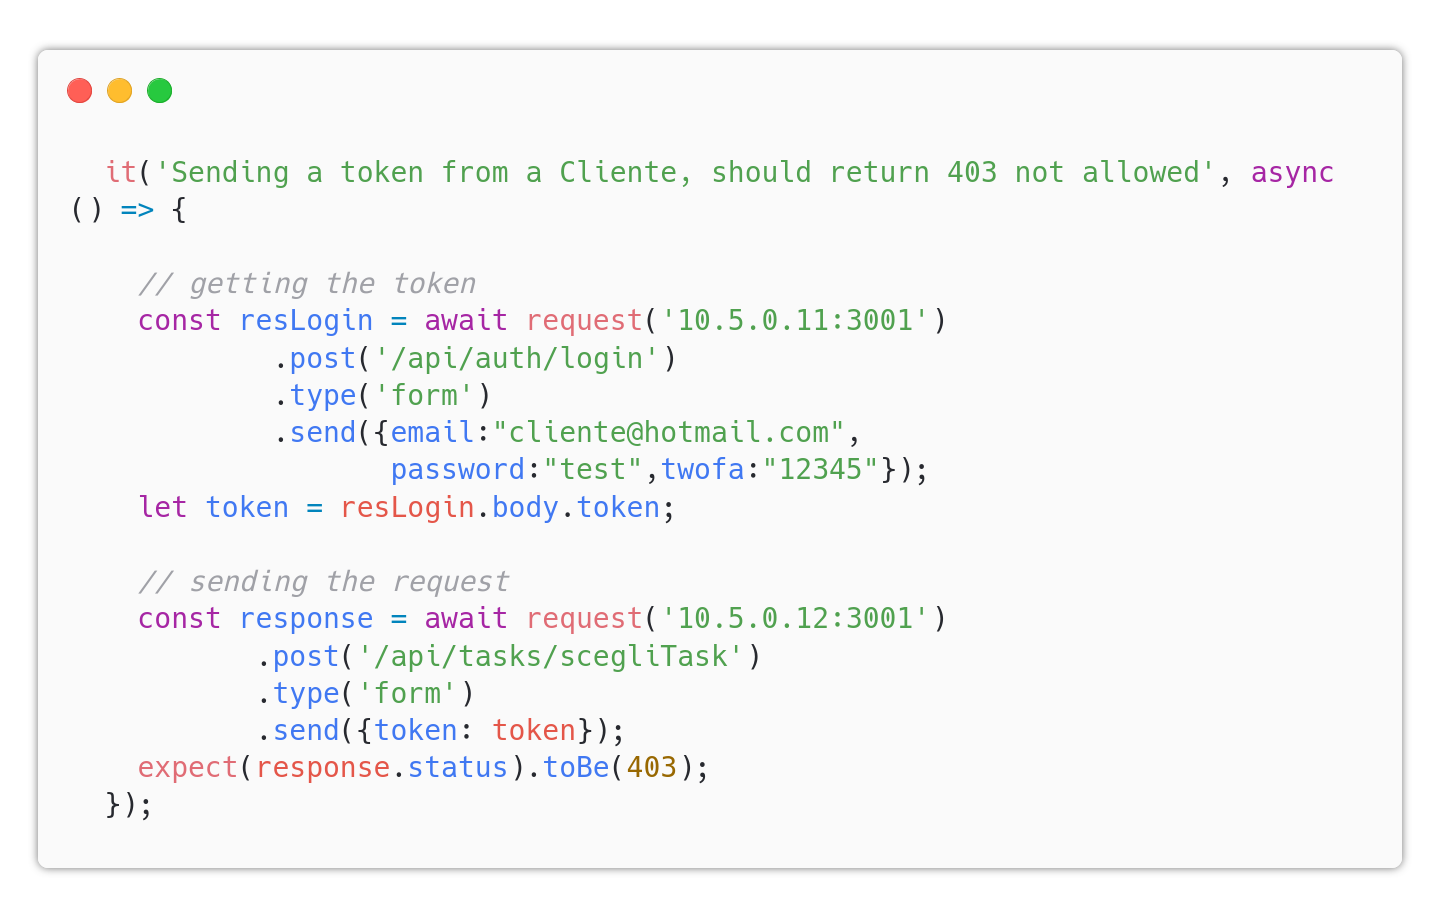 it('Sending a token from a Cliente, should return 403 not allowed', async
() => {
// getting the token
const resLogin = await request('10.5.0.11:3001')
.post('/api/auth/login')
.type('form')
.send({email:"cliente@hotmail.com",
password:"test",twofa:"12345"});
let token = resLogin.body.token;
// sending the request
const response = await request('10.5.0.12:3001')
.post('/api/tasks/scegliTask')
.type('form')
.send({token: token});
expect(response.status).toBe(403);
});